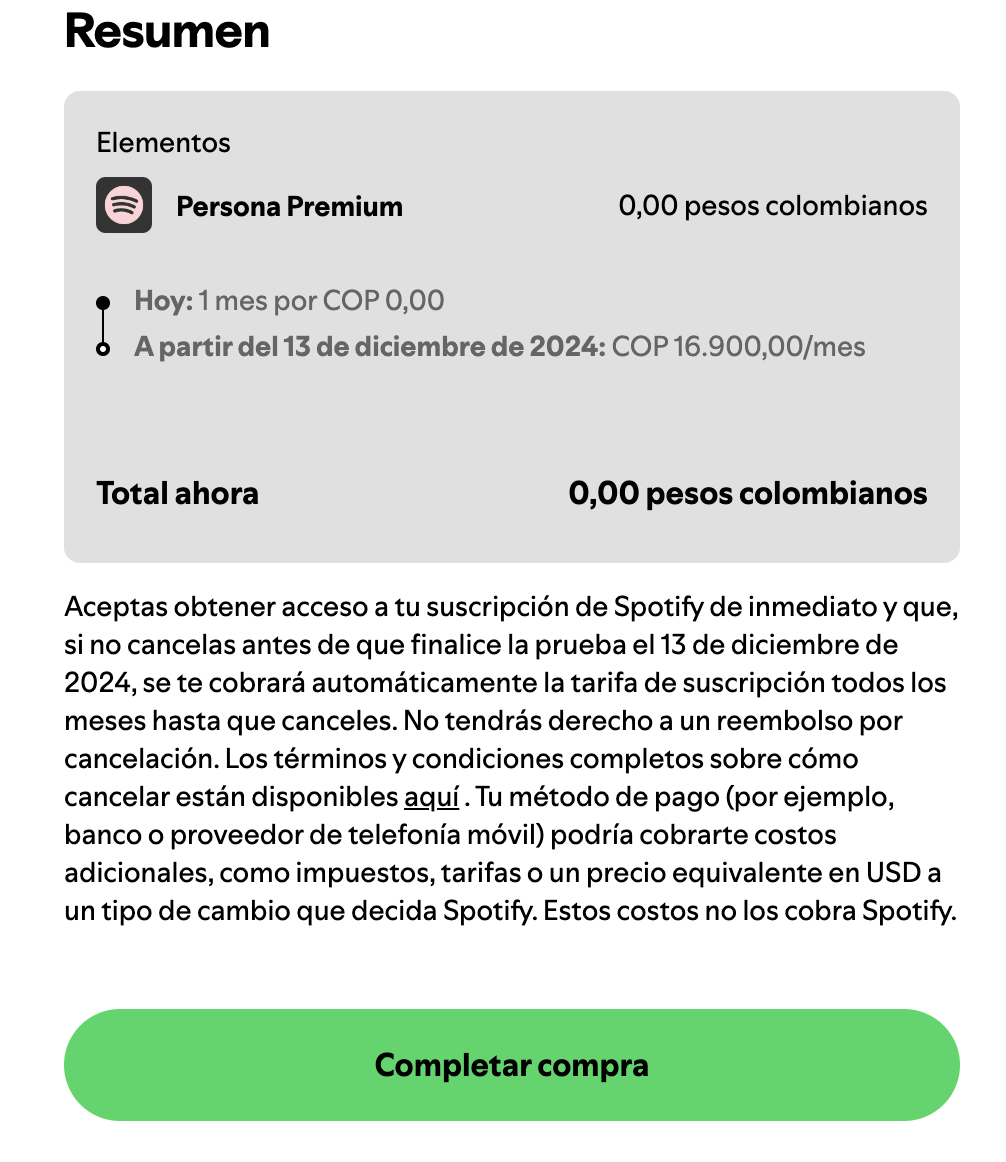 Resumen
Elementos
Persona Premium 0,00 pesos colombianos
Hoy: 1 mes por COP 0,00
A partir del 13 de diciembre de 2024: COP 16.900,00/mes
Total ahora 0,00 pesos colombianos
Aceptas obtener acceso a tu suscripción de Spotify de inmediato y que,
si no cancelas antes de que finalice la prueba el 13 de diciembre de
2024, se te cobrará automáticamente la tarifa de suscripción todos los
meses hasta que canceles. No tendrás derecho a un reembolso por
cancelación. Los términos y condiciones completos sobre cómo
cancelar están disponibles aquí . Tu método de pago (por ejemplo,
banco o proveedor de telefonía móvil) podría cobrarte costos
adicionales, como impuestos, tarifas o un precio equivalente en USD a
un tipo de cambio que decida Spotify. Estos costos no los cobra Spotify.
Completar compra